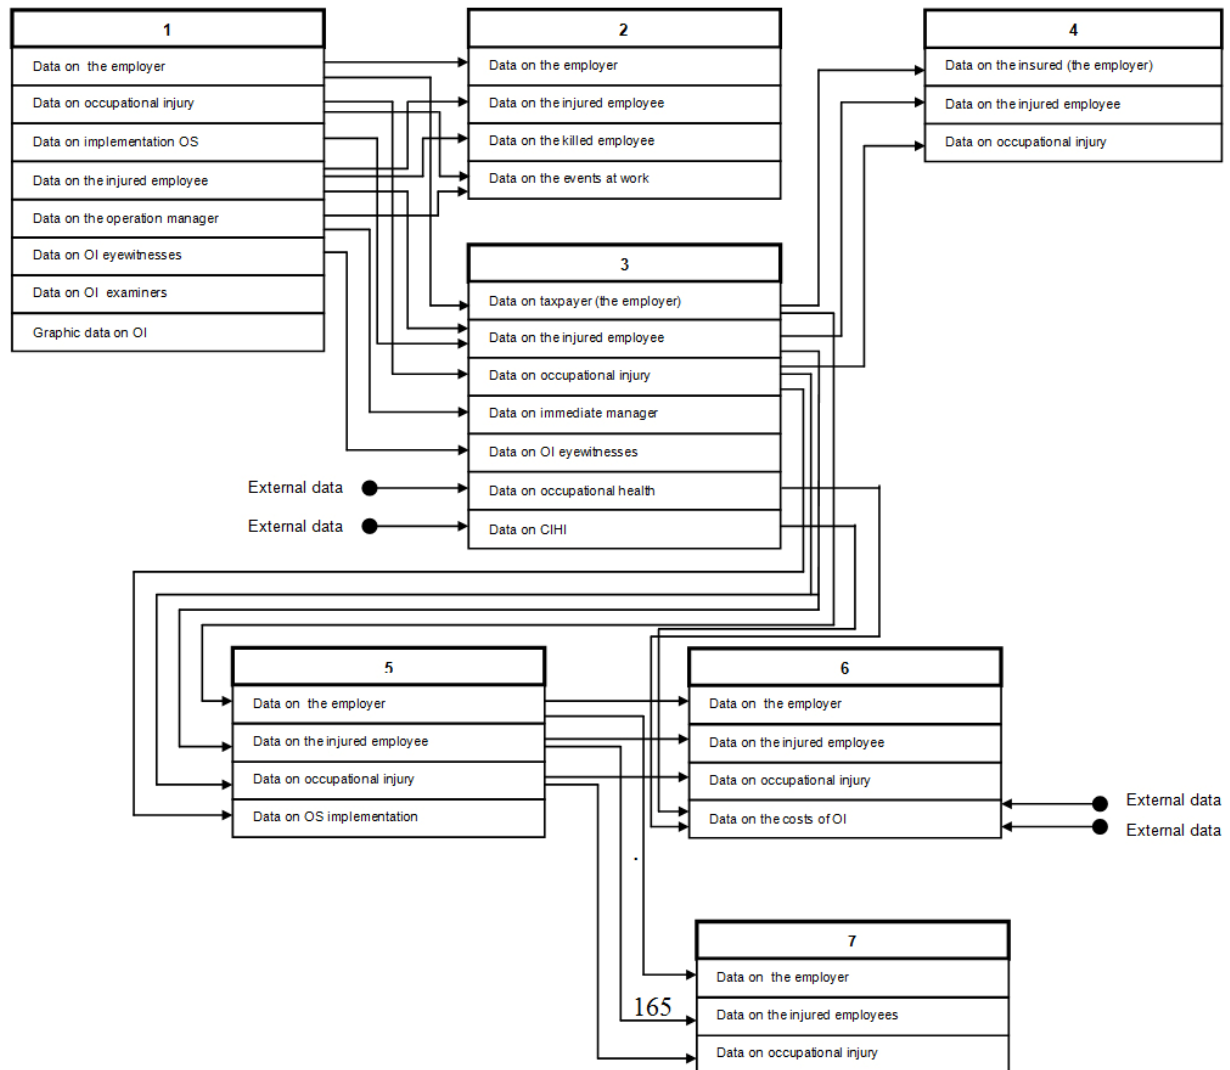 1
Data on the employer
Data on occupational injury
Data on implementation OS
Data on the injured employee
Data on the operation manager
Data on OI eyewitnesses
Data on OI examiners
Graphic data on OI
2
Data on the employer
Data on the injured employee
Data on the killed employee
Data on the events at work
4
Data on the insured (the employer)
Data on the injured employee
Data on occupational injury
3
Data on taxpayer (the employer)
Data on the injured employee
Data on occupational injury
Data on immediate manager
Data on OI eyewitnesses
Data on occupational health
Data on CIHI
External data
External data
5
Data on the employer
Data on the injured employee
Data on occupational injury
Data on OS implementation
6
Data on the employer
Data on the injured employee
Data on occupational injury
Data on the costs of OI
External data
External data
.
7
Data on the employer
Data on the injured employees
Data on occupational injury
165